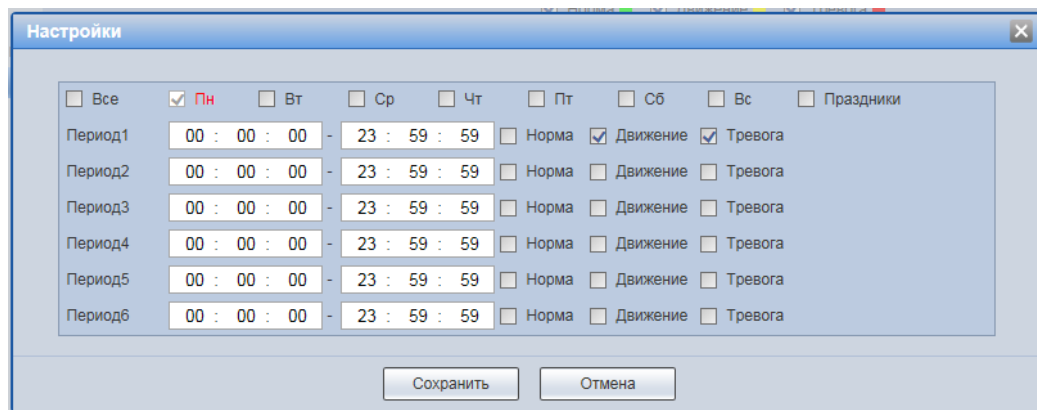 Норма Движение Тревога
Настройки
Все Пн Вт Ср Чт Пт Сб Вс Праздники
Период1 00 : 00 : 00 - 23 : 59 : 59 Норма Движение Тревога
Период2 00 : 00 : 00 - 23 : 59 : 59 Норма Движение Тревога
Период3 00 : 00 : 00 - 23 : 59 : 59 Норма Движение Тревога
Период4 00 : 00 : 00 - 23 : 59 : 59 Норма Движение Тревога
Период5 00 : 00 : 00 - 23 : 59 : 59 Норма Движение Тревога
Период6 00 : 00 : 00 - 23 : 59 : 59 Норма Движение Тревога
Сохранить Отмена